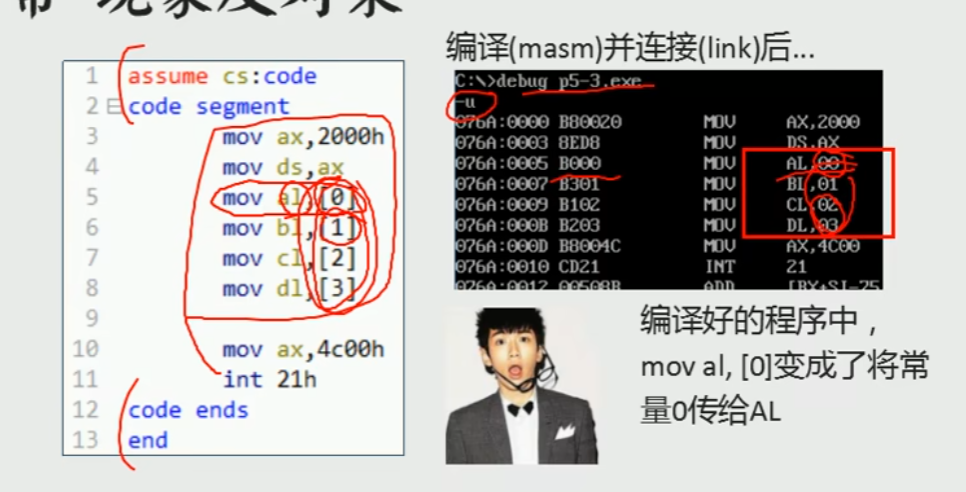 编译(masm)并连接(link)后...
1 assume cs:code
2 code segment
3 mov ax,2000h
4 mov ds,ax
5 mov al,[0]
6 mov bl,[1]
7 mov cl,[2]
8 mov dl,[3]
9
10 mov ax,4c00h
11 int 21h
12 code ends
13 end
C:\>debug p5-3.exe
-u
076A:0000 B80020 MOV AX,2000
076A:0003 8ED8 MOV DS,AX
076A:0005 B000 MOV AL,00
076A:0007 B301 MOV BL,01
076A:0009 B102 MOV CL,02
076A:000B B203 MOV DL,03
076A:000D B8004C MOV AX,4C00
076A:0010 CD21 INT 21
076A:0012 00508B ADD [BX+SI-75
编译好的程序中，
mov al, [0]变成了将常
量0传给AL